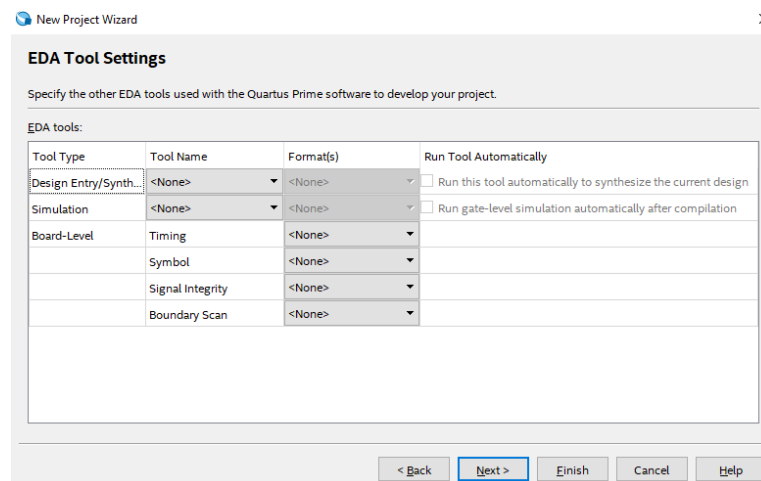 New Project Wizard
EDA Tool Settings
Specify the other EDA tools used with the Quartus Prime software to develop your project.
EDA tools:
Tool Type Tool Name Format(s) Run Tool Automatically
Design Entry/Synth... <None> <None> Run this tool automatically to synthesize the current design
Simulation <None> <None> Run gate-level simulation automatically after compilation
Board-Level Timing <None>
Symbol <None>
Signal Integrity <None>
Boundary Scan <None>
< Back Next > Finish Cancel Help